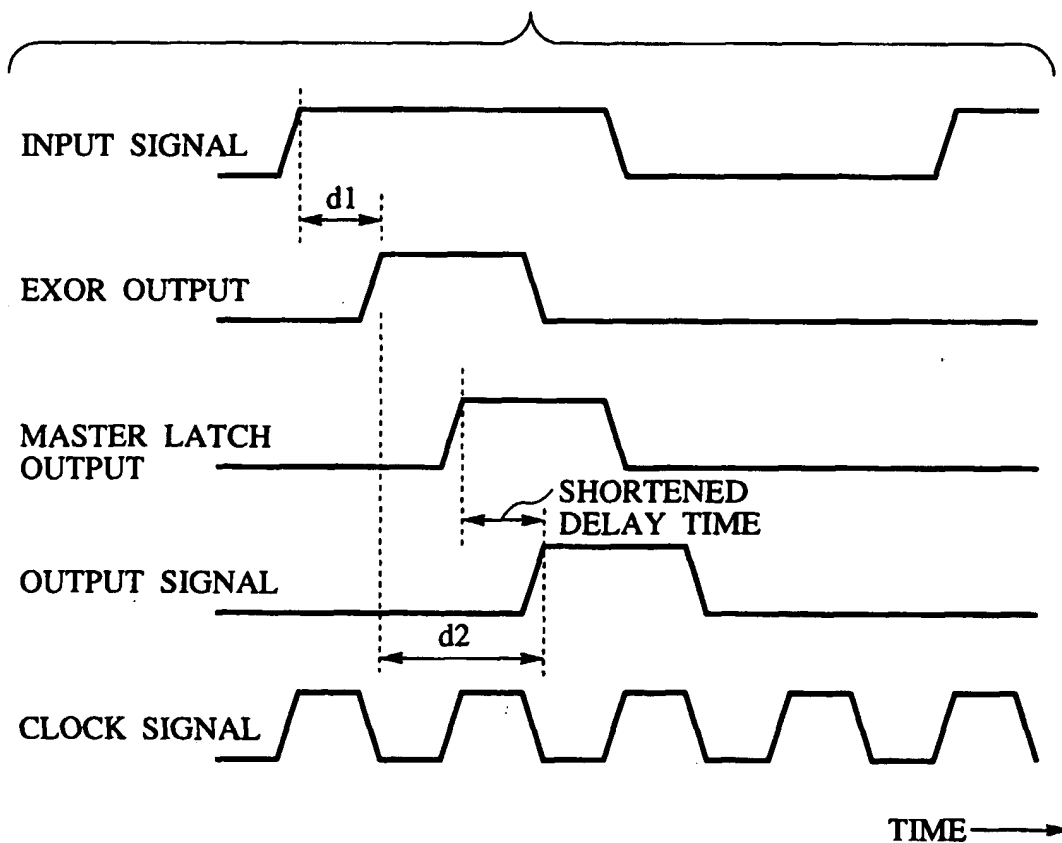 INPUT SIGNAL
d1
EXOR OUTPUT
MASTER LATCH
OUTPUT
SHORTENED
DELAY TIME
OUTPUT SIGNAL
d2
CLOCK SIGNAL
TIME